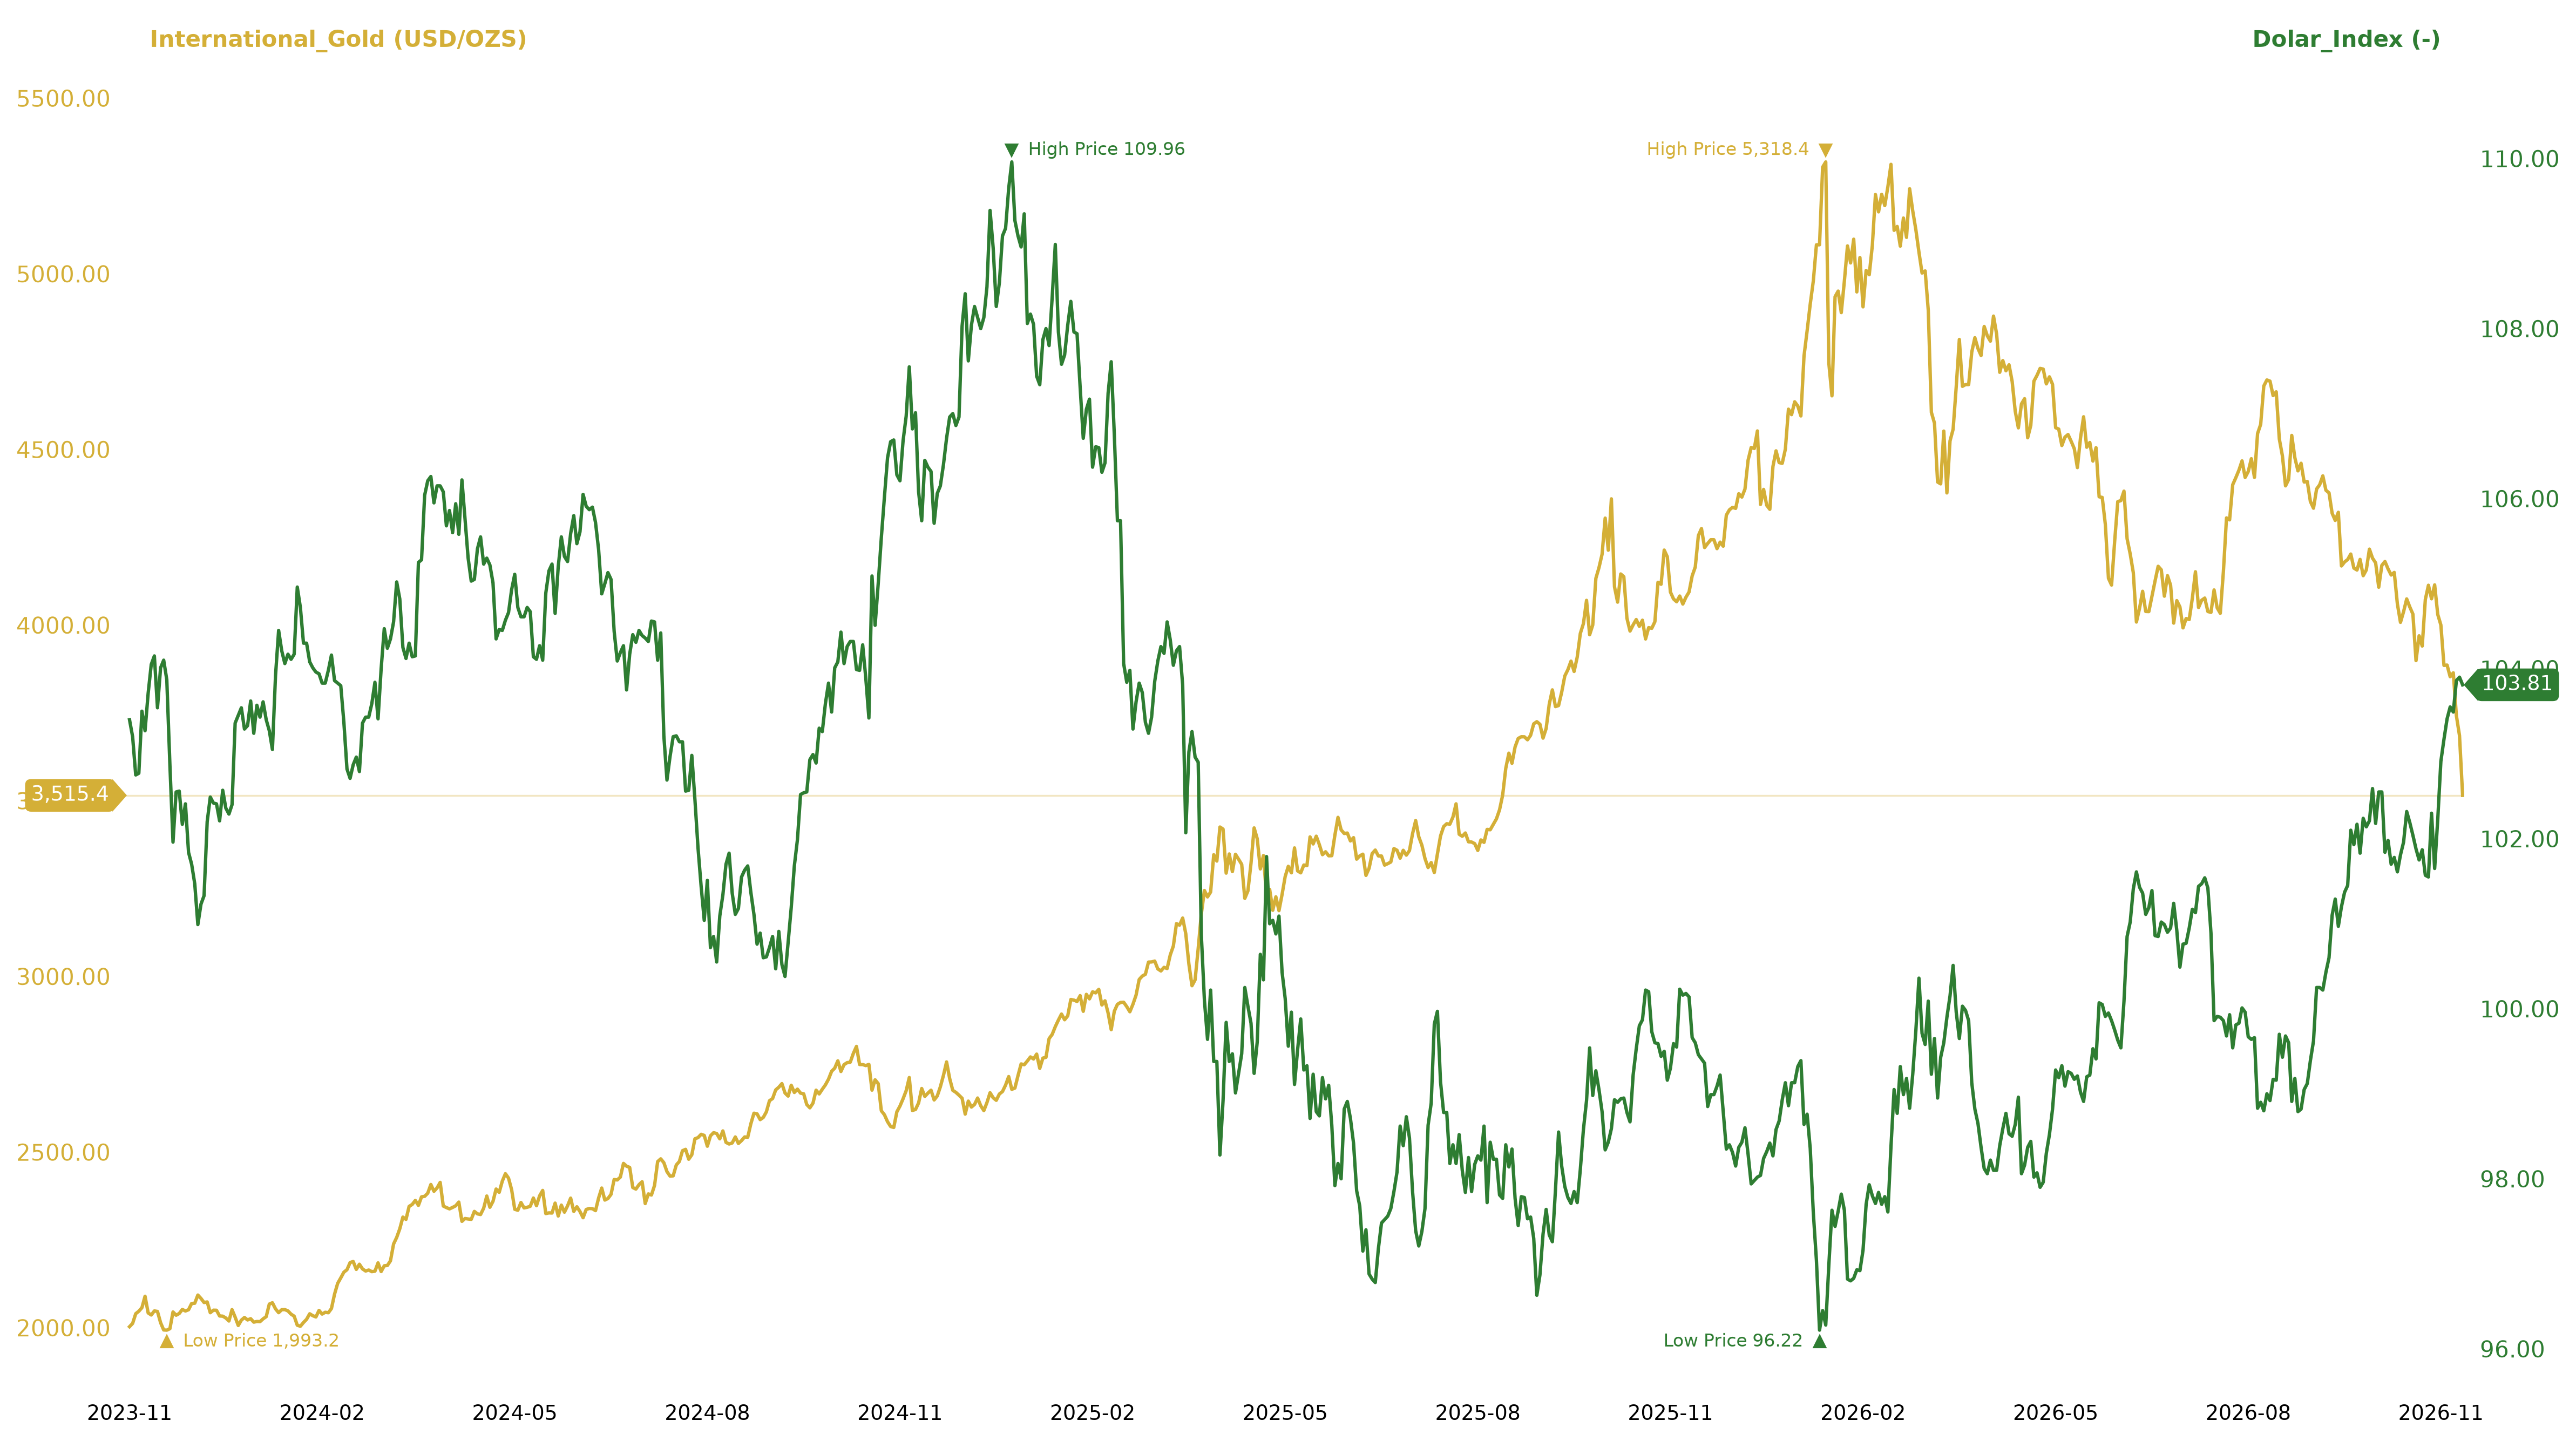 International_Gold (USD/OZS)
Dolar_Index (-)
5500.00
5000.00
4500.00
4000.00
3,515.4
3000.00
2500.00
2000.00
High Price 109.96
High Price 5,318.4
Low Price 1,993.2
Low Price 96.22
110.00
108.00
106.00
104.00
103.81
102.00
100.00
98.00
96.00
2023-11 2024-02 2024-05 2024-08 2024-11 2025-02 2025-05 2025-08 2025-11 2026-02 2026-05 2026-08 2026-11